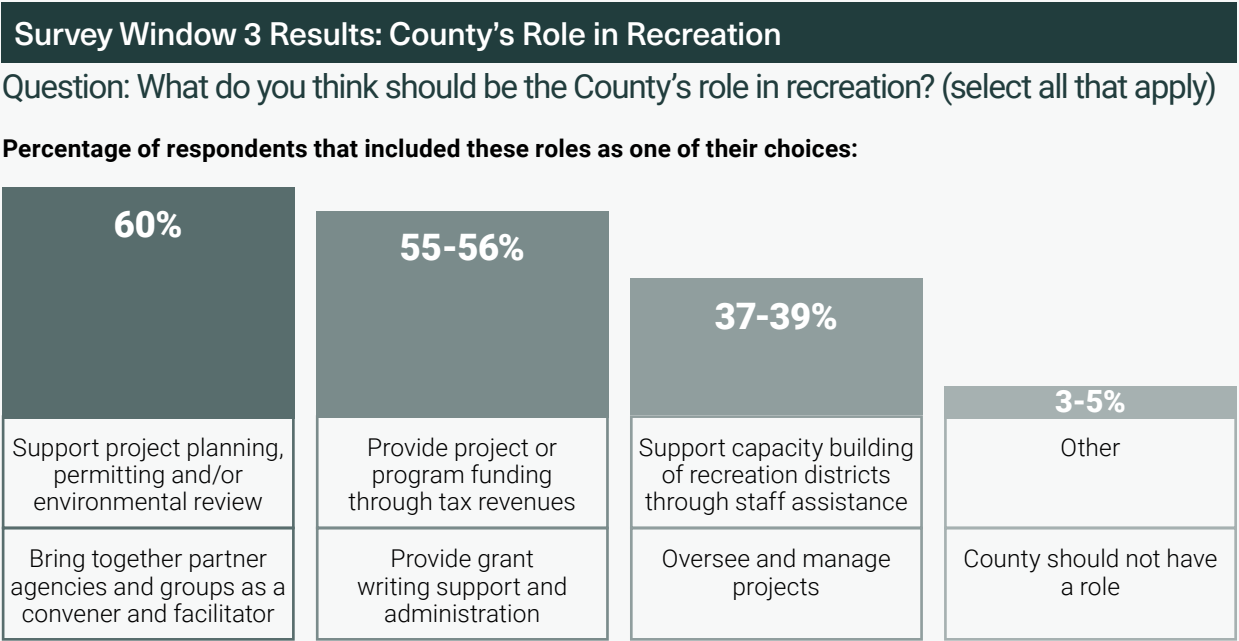 Survey Window 3 Results: County’s Role in Recreation
Question: What do you think should be the County’s role in recreation? (select all that apply)
Percentage of respondents that included these roles as one of their choices:
60%
Support project planning,
permitting and/or
environmental review
Bring together partner
agencies and groups as a
convener and facilitator
55-56%
Provide project or
program funding
through tax revenues
Provide grant
writing support and
administration
37-39%
Support capacity building
of recreation districts
through staff assistance
Oversee and manage
projects
3-5%
Other
County should not have
a role